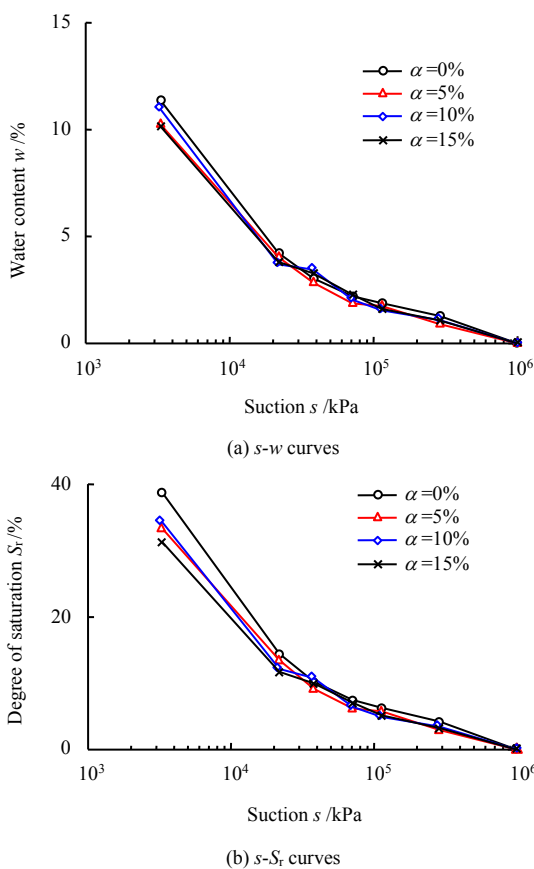 15
10
5
0
Water content w /%
α=0%
α=5%
α=10%
α=15%
10³ 10⁴ 10⁵ 10⁶
Suction s /kPa
(a) s-w curves
40
20
0
Degree of saturation Sr/%
α=0%
α=5%
α=10%
α=15%
10³ 10⁴ 10⁵ 10⁶
Suction s /kPa
(b) s-Sr curves